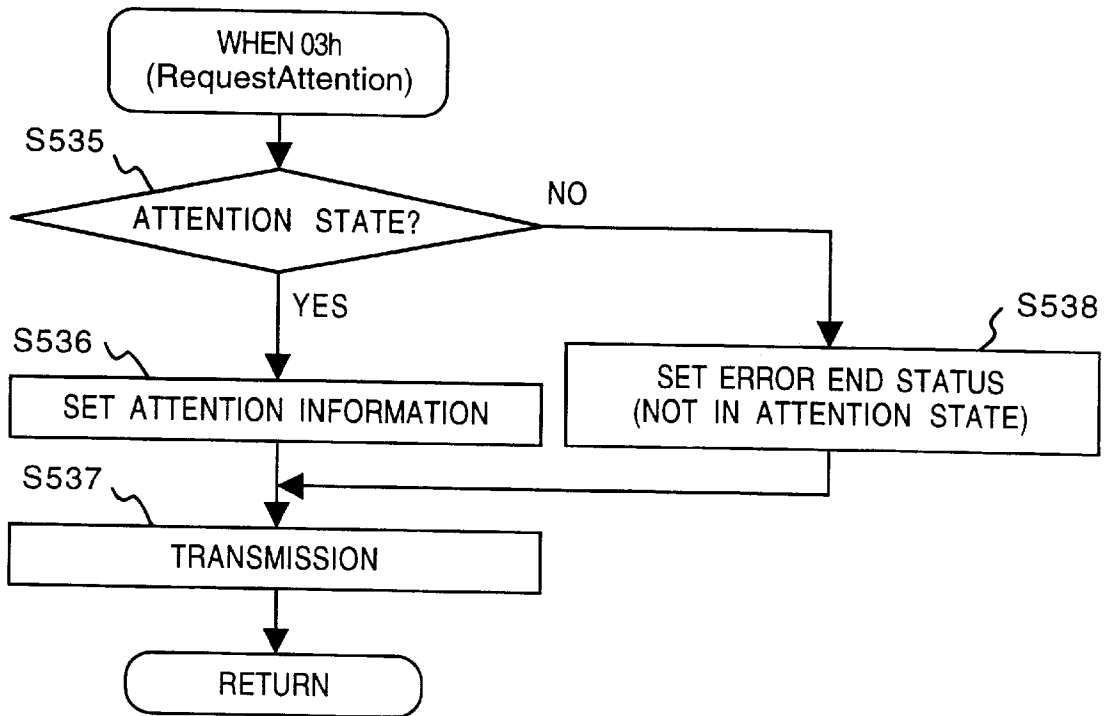 WHEN 03h
(RequestAttention)
S535
ATTENTION STATE?
NO
YES
S536
SET ATTENTION INFORMATION
S538
SET ERROR END STATUS
(NOT IN ATTENTION STATE)
S537
TRANSMISSION
RETURN